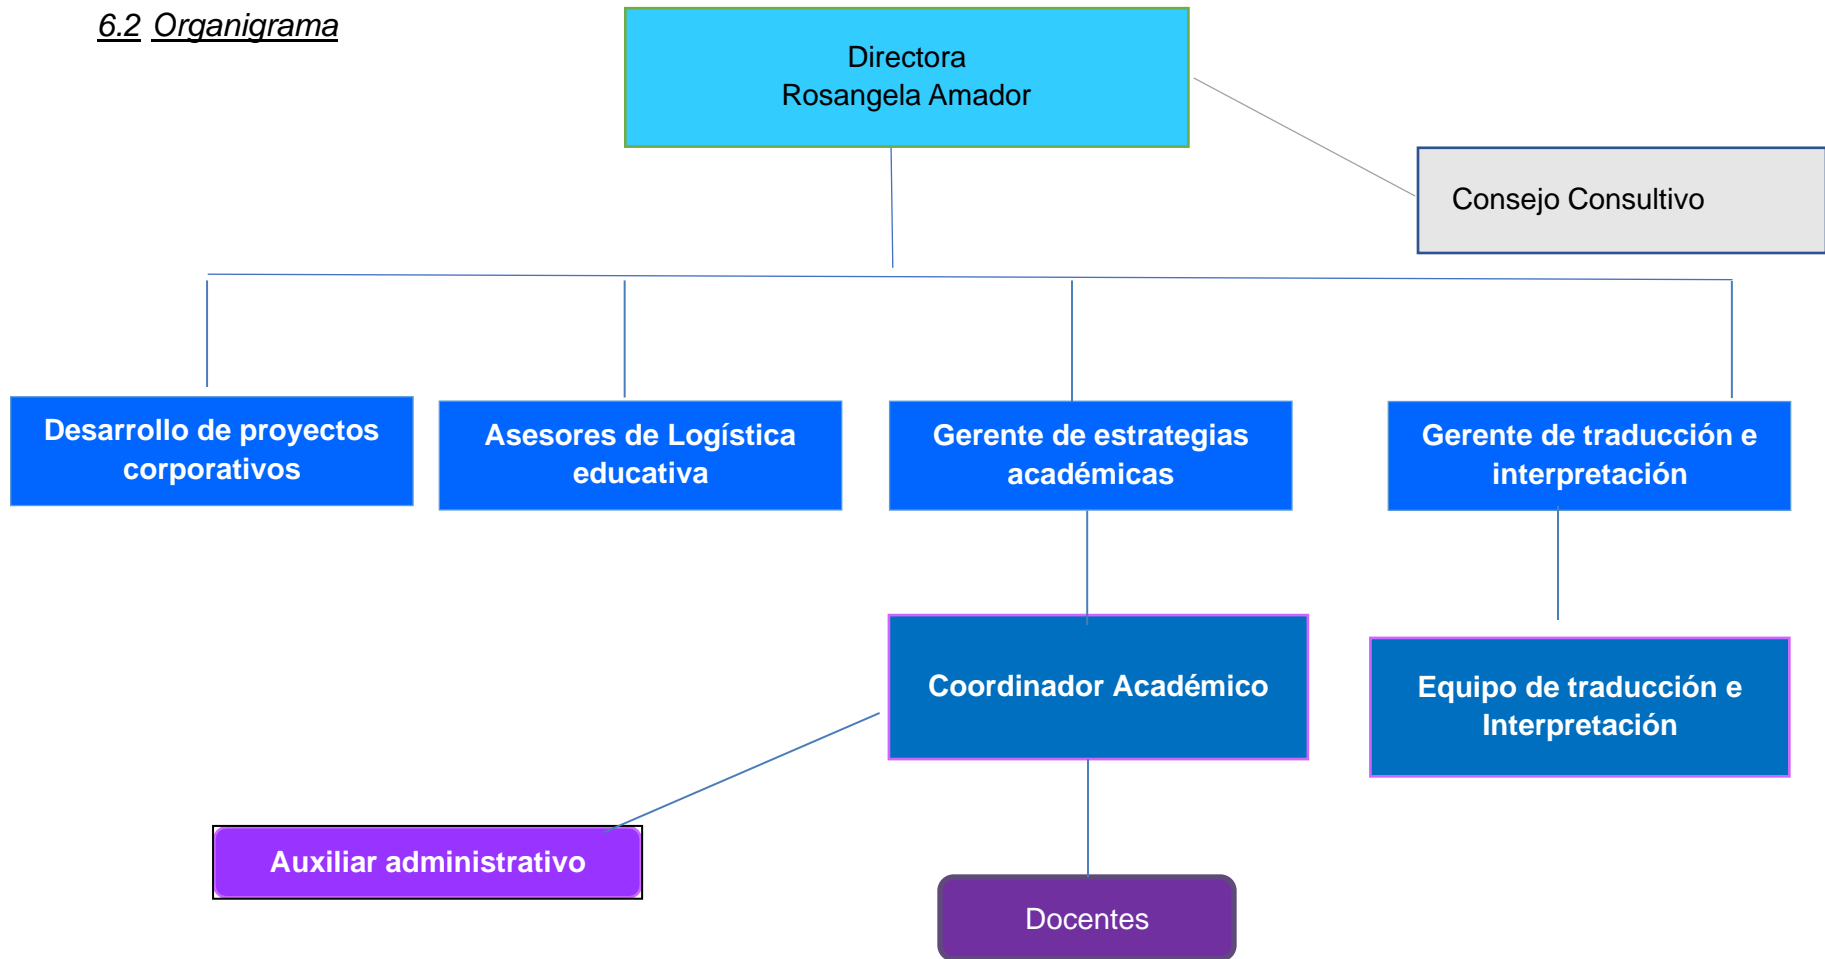 6.2 Organigrama
Directora
Rosangela Amador
Consejo Consultivo
Desarrollo de proyectos
corporativos
Asesores de Logística
educativa
Gerente de estrategias
académicas
Gerente de traducción e
interpretación
Coordinador Académico
Equipo de traducción e
Interpretación
Auxiliar administrativo
Docentes